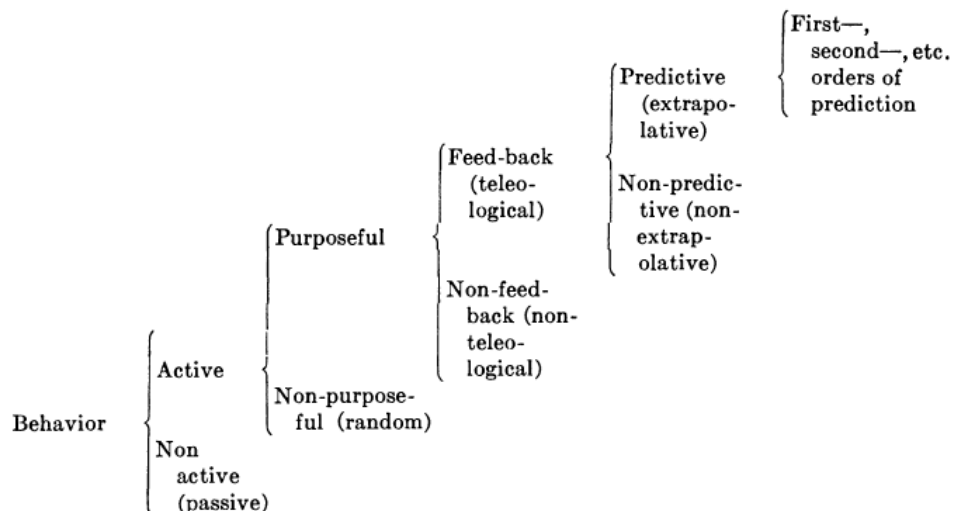 First—,
second—, etc.
orders of
prediction
Predictive
(extrapo-
lative)
Non-predic-
tive (non-
extrap-
olative)
Feed-back
(teleo-
logical)
Non-feed-
back (non-
teleo-
logical)
Purposeful
Non-purpose-
ful (random)
Active
Non
active
(passive)
Behavior